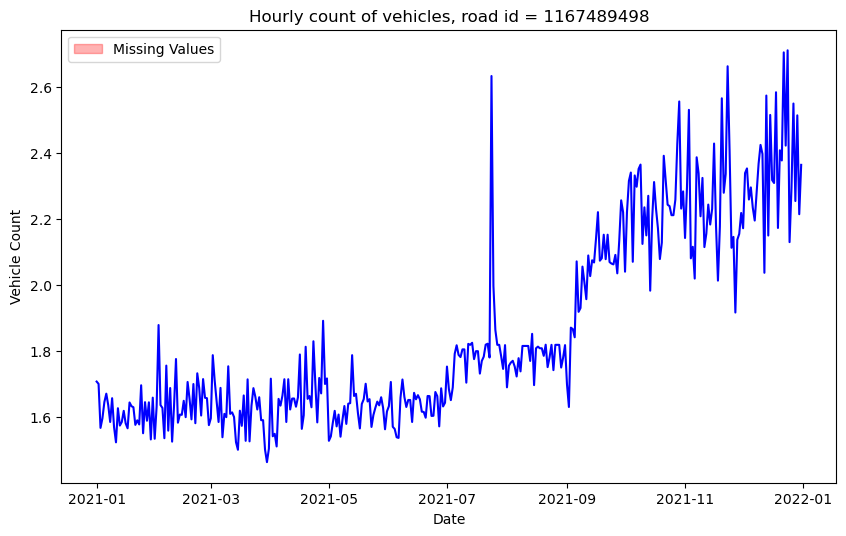 Hourly count of vehicles, road id = 1167489498
Missing Values
2.6
2.4
2.2
2.0
1.8
1.6
Vehicle Count
2021-01 2021-03 2021-05 2021-07 2021-09 2021-11 2022-01
Date